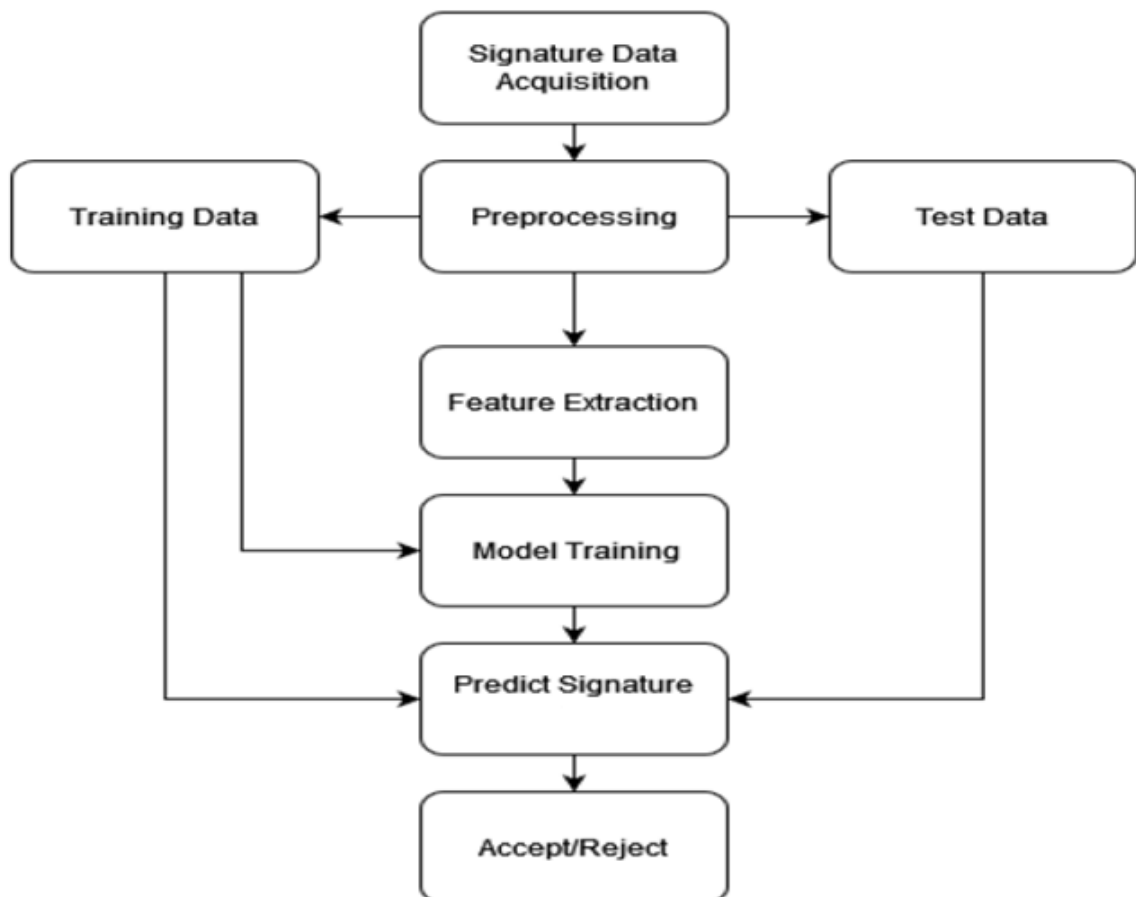 Signature Data
Acquisition
Training Data
Preprocessing
Test Data
Feature Extraction
Model Training
Predict Signature
Accept/Reject